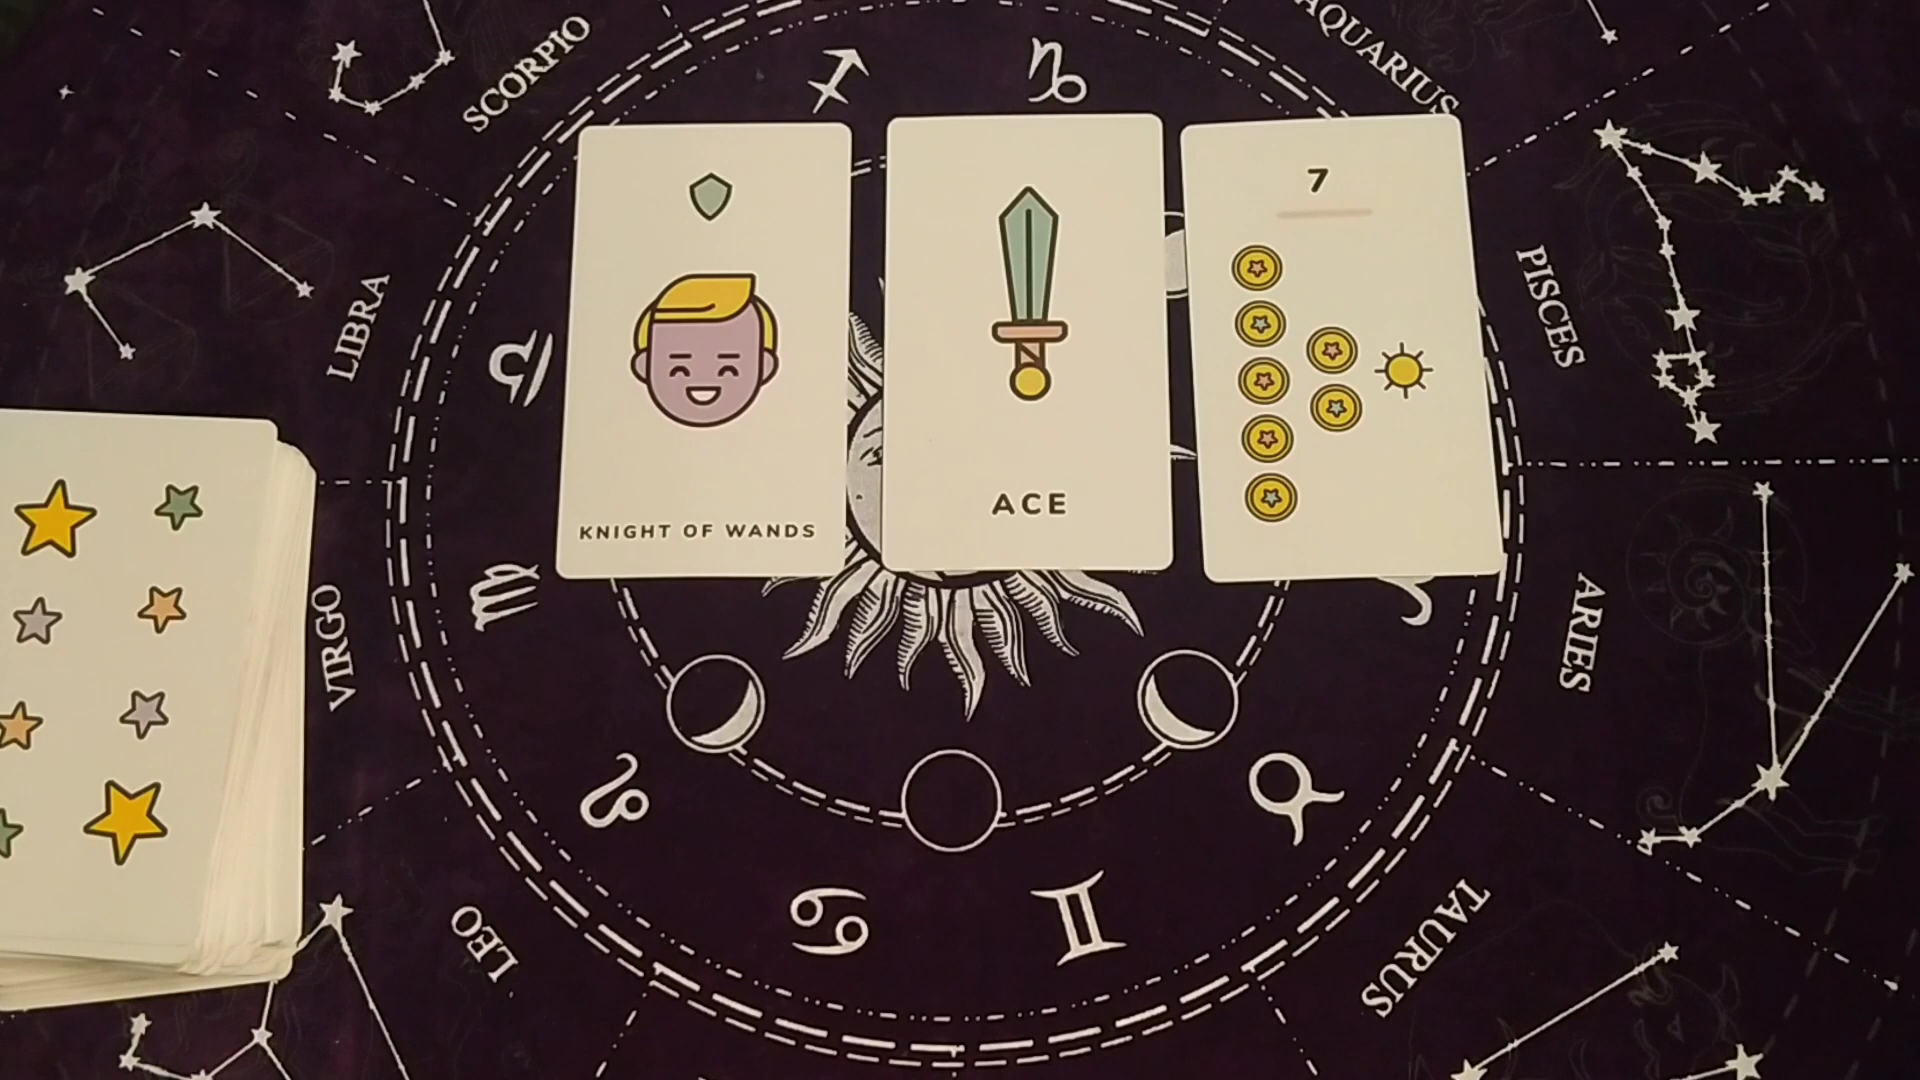 SCORPIO
AQUARIUS
7
LIBRA
PISCES
ACE
KNIGHT OF WANDS
VIRGO
ARIES
LEO
TAURUS